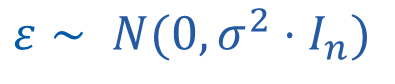 ε ~ N(0, σ² · Iₙ)